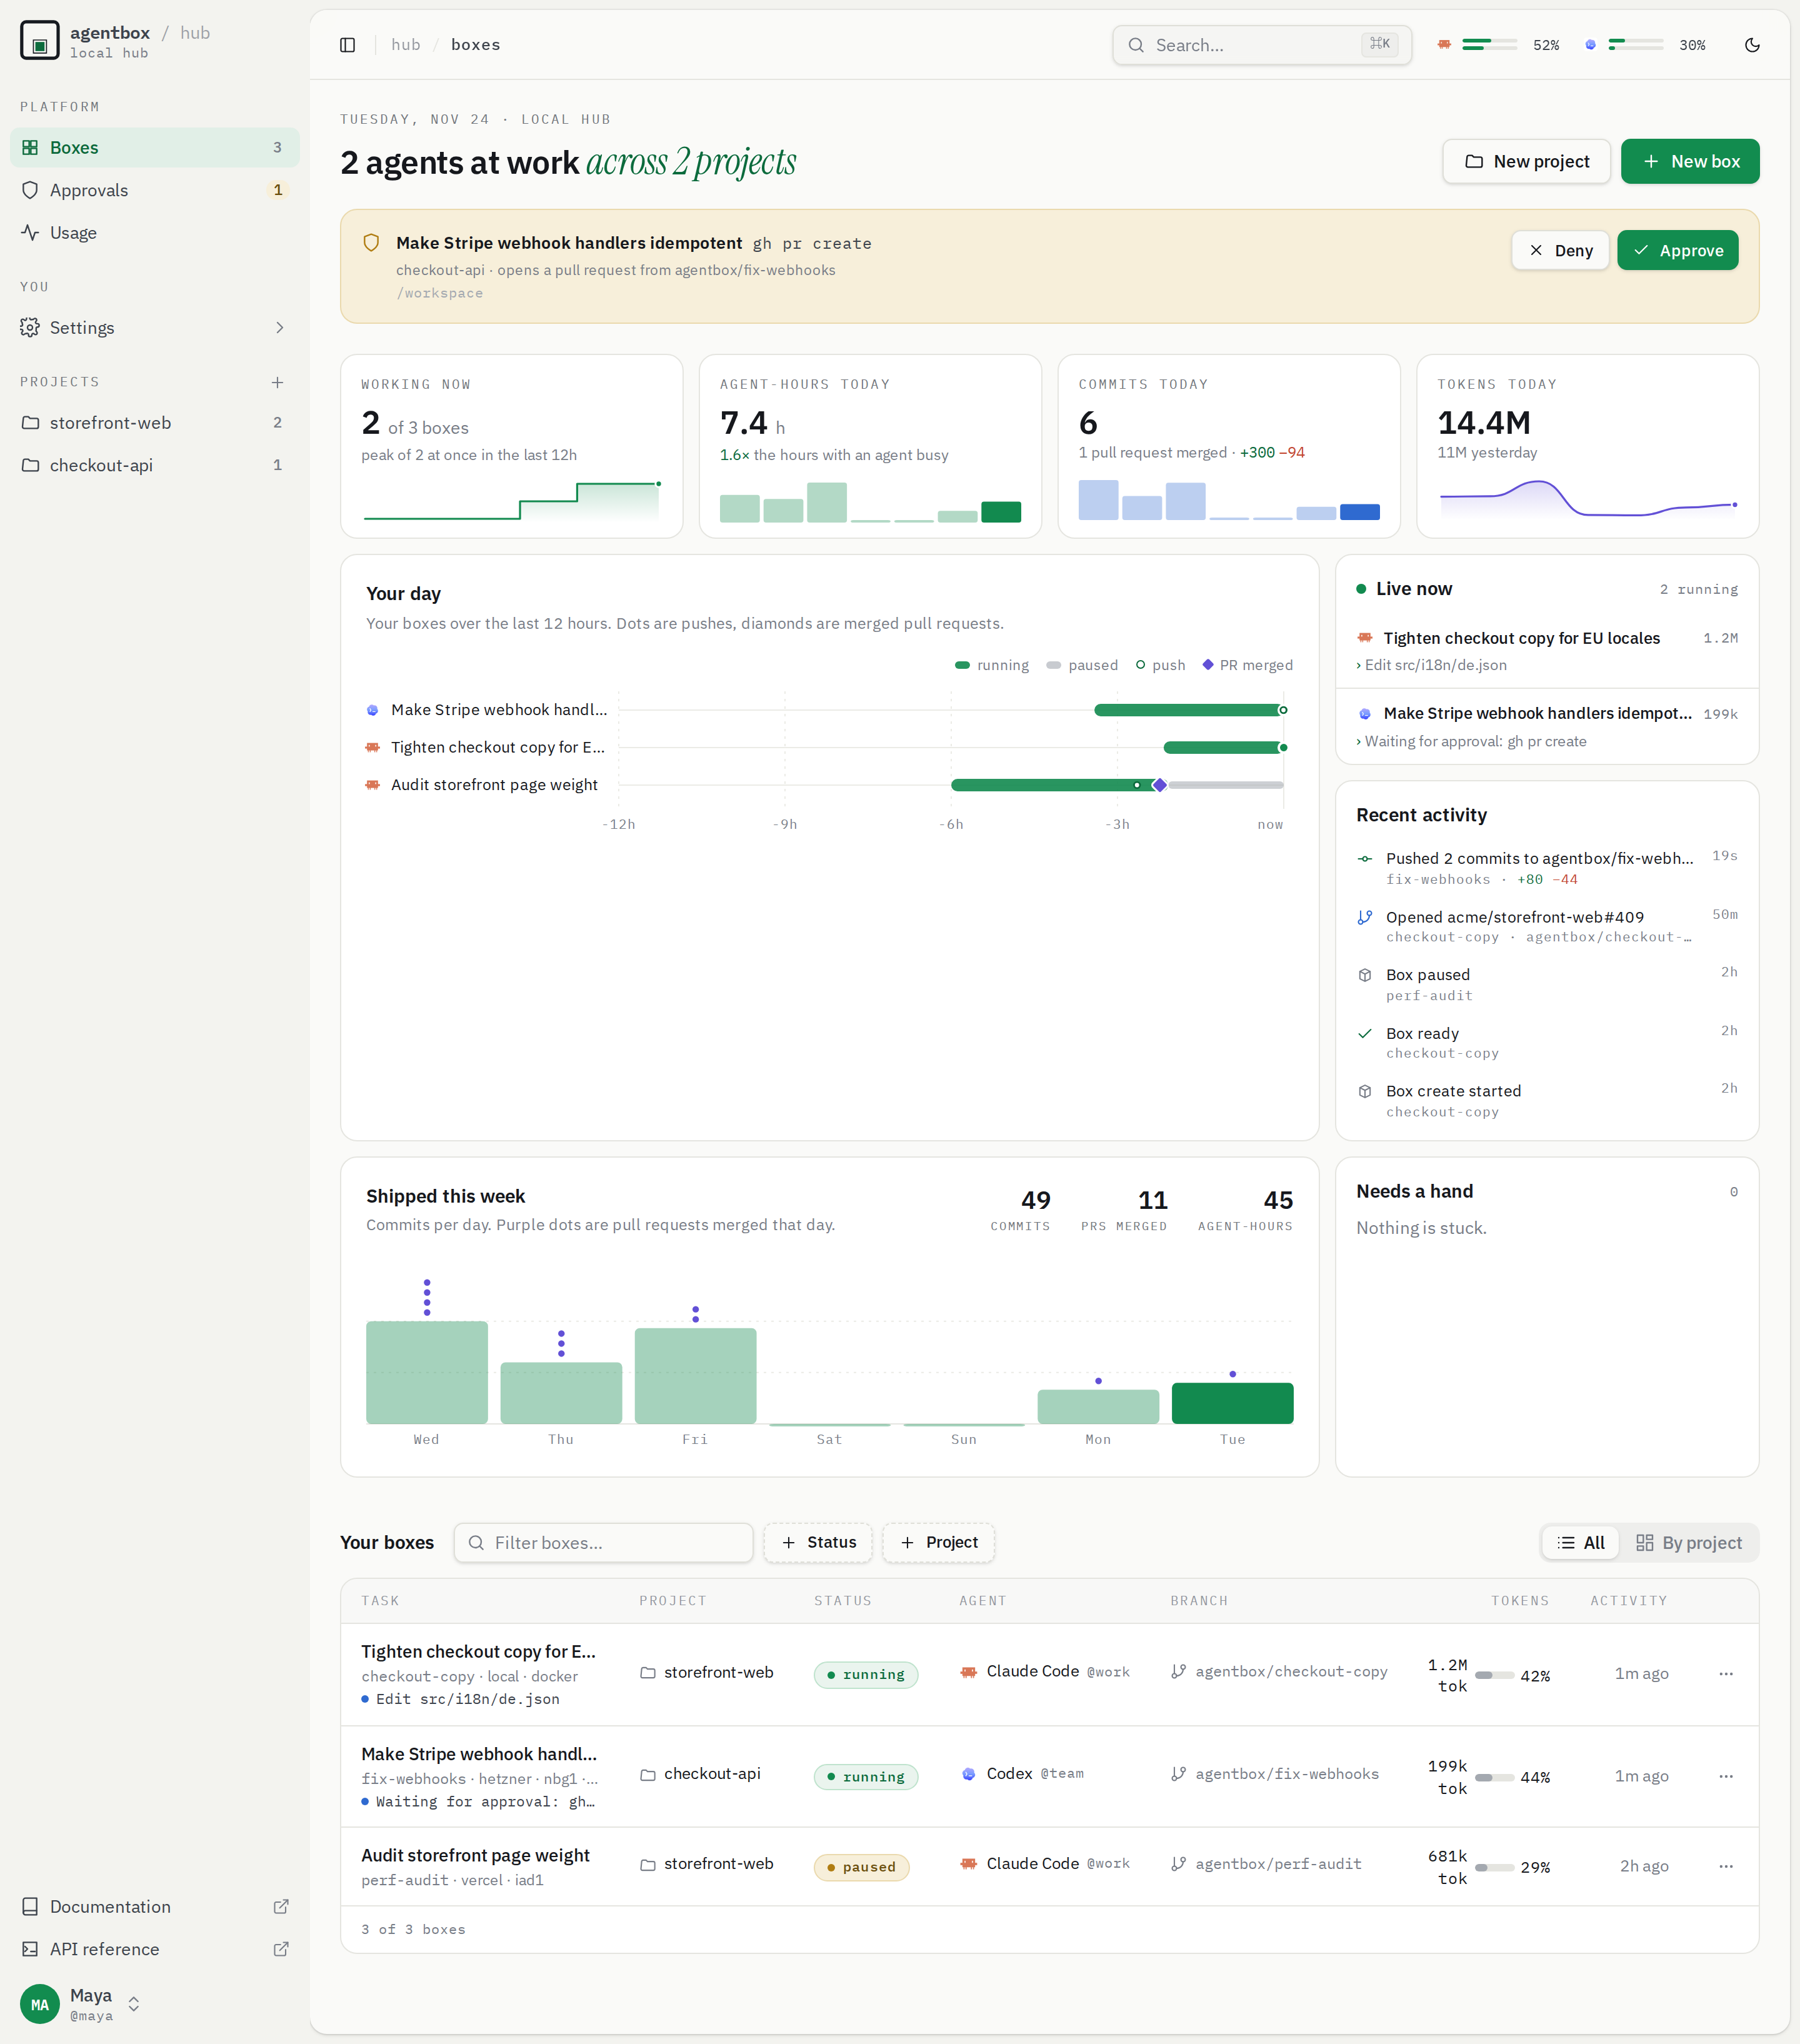 agentbox / hub
local hub
PLATFORM
Boxes 3
Approvals 1
Usage
YOU
Settings
PROJECTS
storefront-web 2
checkout-api 1
Documentation
API reference
MA
Maya
@maya
hub / boxes
Search... ⌘K
52%
30%
TUESDAY, NOV 24 · LOCAL HUB
2 agents at work across 2 projects
New project
New box
Make Stripe webhook handlers idempotent gh pr create
checkout-api · opens a pull request from agentbox/fix-webhooks
/workspace
Deny
Approve
WORKING NOW
2 of 3 boxes
peak of 2 at once in the last 12h
AGENT-HOURS TODAY
7.4 h
1.6× the hours with an agent busy
COMMITS TODAY
6
1 pull request merged · +300 −94
TOKENS TODAY
14.4M
11M yesterday
Your day
Your boxes over the last 12 hours. Dots are pushes, diamonds are merged pull requests.
running paused push PR merged
Make Stripe webhook handl...
Tighten checkout copy for E...
Audit storefront page weight
-12h -9h -6h -3h now
Live now 2 running
Tighten checkout copy for EU locales 1.2M
› Edit src/i18n/de.json
Make Stripe webhook handlers idempot... 199k
› Waiting for approval: gh pr create
Recent activity
Pushed 2 commits to agentbox/fix-webh... 19s
fix-webhooks · +80 −44
Opened acme/storefront-web#409 50m
checkout-copy · agentbox/checkout-…
Box paused 2h
perf-audit
Box ready 2h
checkout-copy
Box create started 2h
checkout-copy
Shipped this week
Commits per day. Purple dots are pull requests merged that day.
49 11 45
COMMITS PRS MERGED AGENT-HOURS
Wed Thu Fri Sat Sun Mon Tue
Needs a hand 0
Nothing is stuck.
Your boxes
Filter boxes...
Status
Project
All
By project
TASK PROJECT STATUS AGENT BRANCH TOKENS ACTIVITY
Tighten checkout copy for E...
checkout-copy · local · docker
Edit src/i18n/de.json
storefront-web
running
Claude Code @work
agentbox/checkout-copy
1.2M tok 42%
1m ago
Make Stripe webhook handl...
fix-webhooks · hetzner · nbg1 ·...
Waiting for approval: gh…
checkout-api
running
Codex @team
agentbox/fix-webhooks
199k tok 44%
1m ago
Audit storefront page weight
perf-audit · vercel · iad1
storefront-web
paused
Claude Code @work
agentbox/perf-audit
681k tok 29%
2h ago
3 of 3 boxes